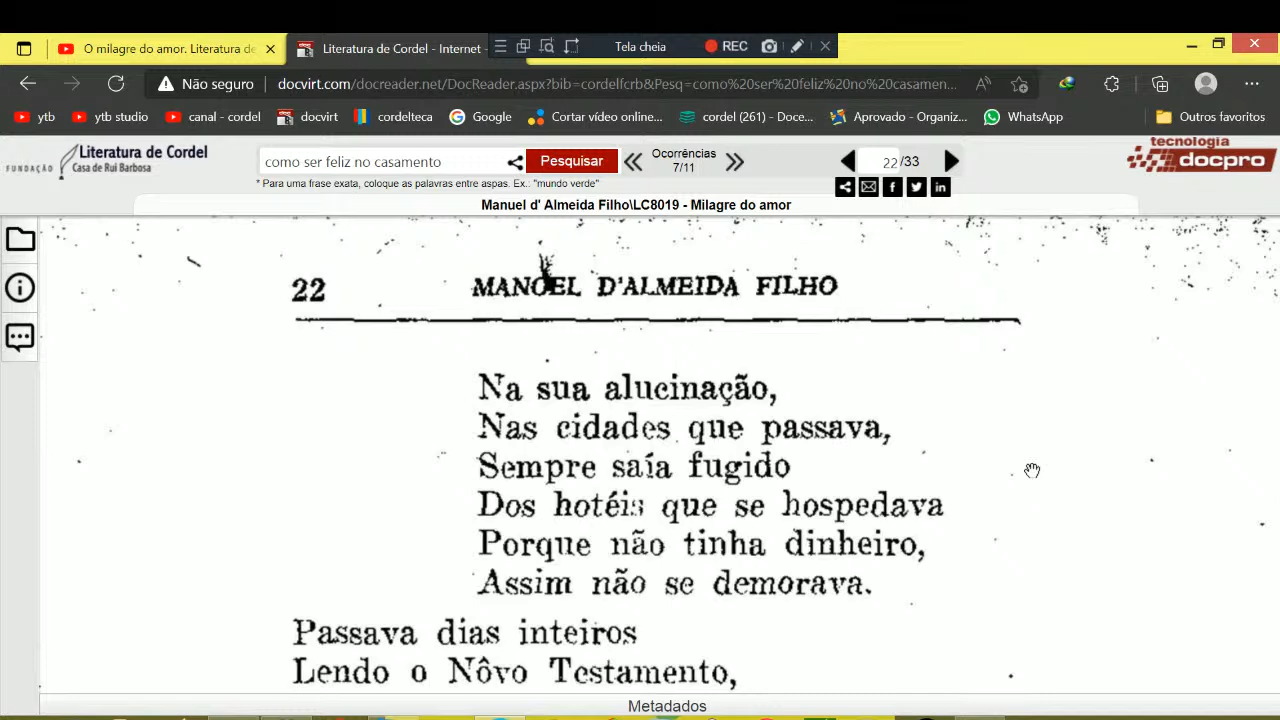 O milagre do amor. Literatura de
Literatura de Cordel - Internet
Tela cheia
REC
Não seguro
docvirt.com/docreader.net/DocReader.aspx?bib=cordelfcrb&Pesq=como%20ser%20feliz%20no%20casamen...
ytb
ytb studio
canal - cordel
docvirt
cordelteca
Google
Cortar vídeo online...
cordel (261) - Doce...
Aprovado - Organiz...
WhatsApp
Outros favoritos
FUNDAÇÃO
Literatura de Cordel
Casa de Rui Barbosa
como ser feliz no casamento
Pesquisar
Ocorrências
7/11
22 /33
tecnologia
docpro
* Para uma frase exata, coloque as palavras entre aspas. Ex.: "mundo verde"
Manuel d' Almeida Filho\LC8019 - Milagre do amor
22 MANOEL D'ALMEIDA FILHO
Na sua alucinação,
Nas cidades que passava,
Sempre saía fugido
Dos hotéis que se hospedava
Porque não tinha dinheiro,
Assim não se demorava.
Passava dias inteiros
Lendo o Nôvo Testamento,
Metadados